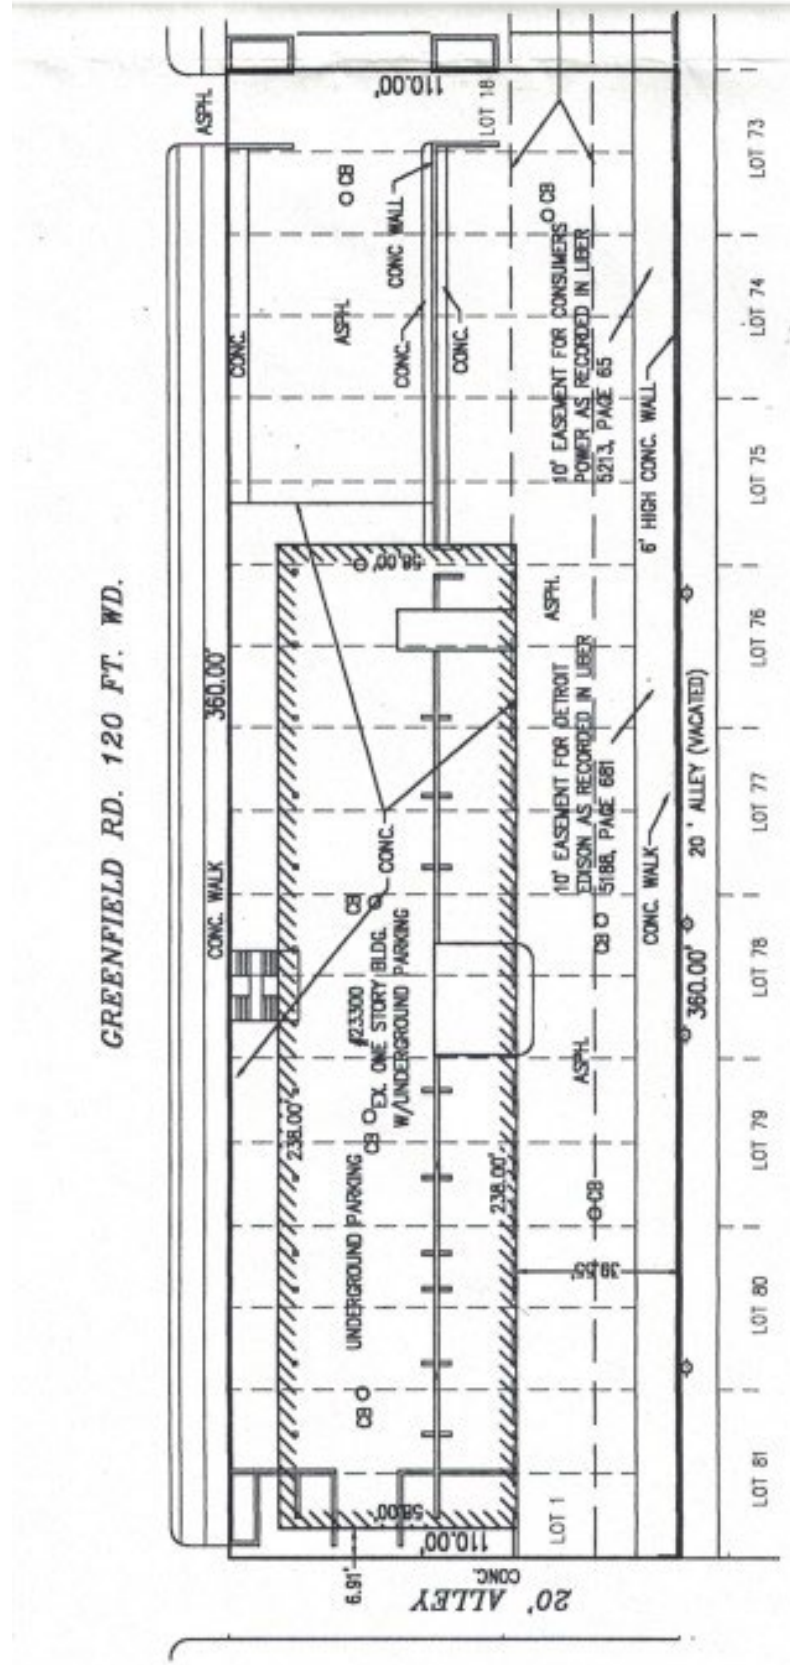 GREENFIELD RD. 120 FT. WD.
CONC. WALK
360.00'
ASPH.
CONC.
110.00'
LOT 18
CB
ASPH.
CONC WALL
CONC.
CONC.
CB
10' EASEMENT FOR CONSUMERS
POWER AS RECORDED IN LIBER
5213, PAGE 65
6' HIGH CONC. WALL
58.00'
ASPH.
10' EASEMENT FOR DETROIT
EDISON AS RECORDED IN LIBER
5188, PAGE 681
CONC. WALK
CONC.
CB
#23300
EX. ONE STORY BLDG.
W/UNDERGROUND PARKING
238.00'
CB
UNDERGROUND PARKING
CB
238.00'
CB
ASPH.
CB
39.55'
58.00'
110.00'
6.91'
LOT 1
CONC.
20' ALLEY
360.00'
20 ' ALLEY (VACATED)
LOT 81
LOT 80
LOT 79
LOT 78
LOT 77
LOT 76
LOT 75
LOT 74
LOT 73